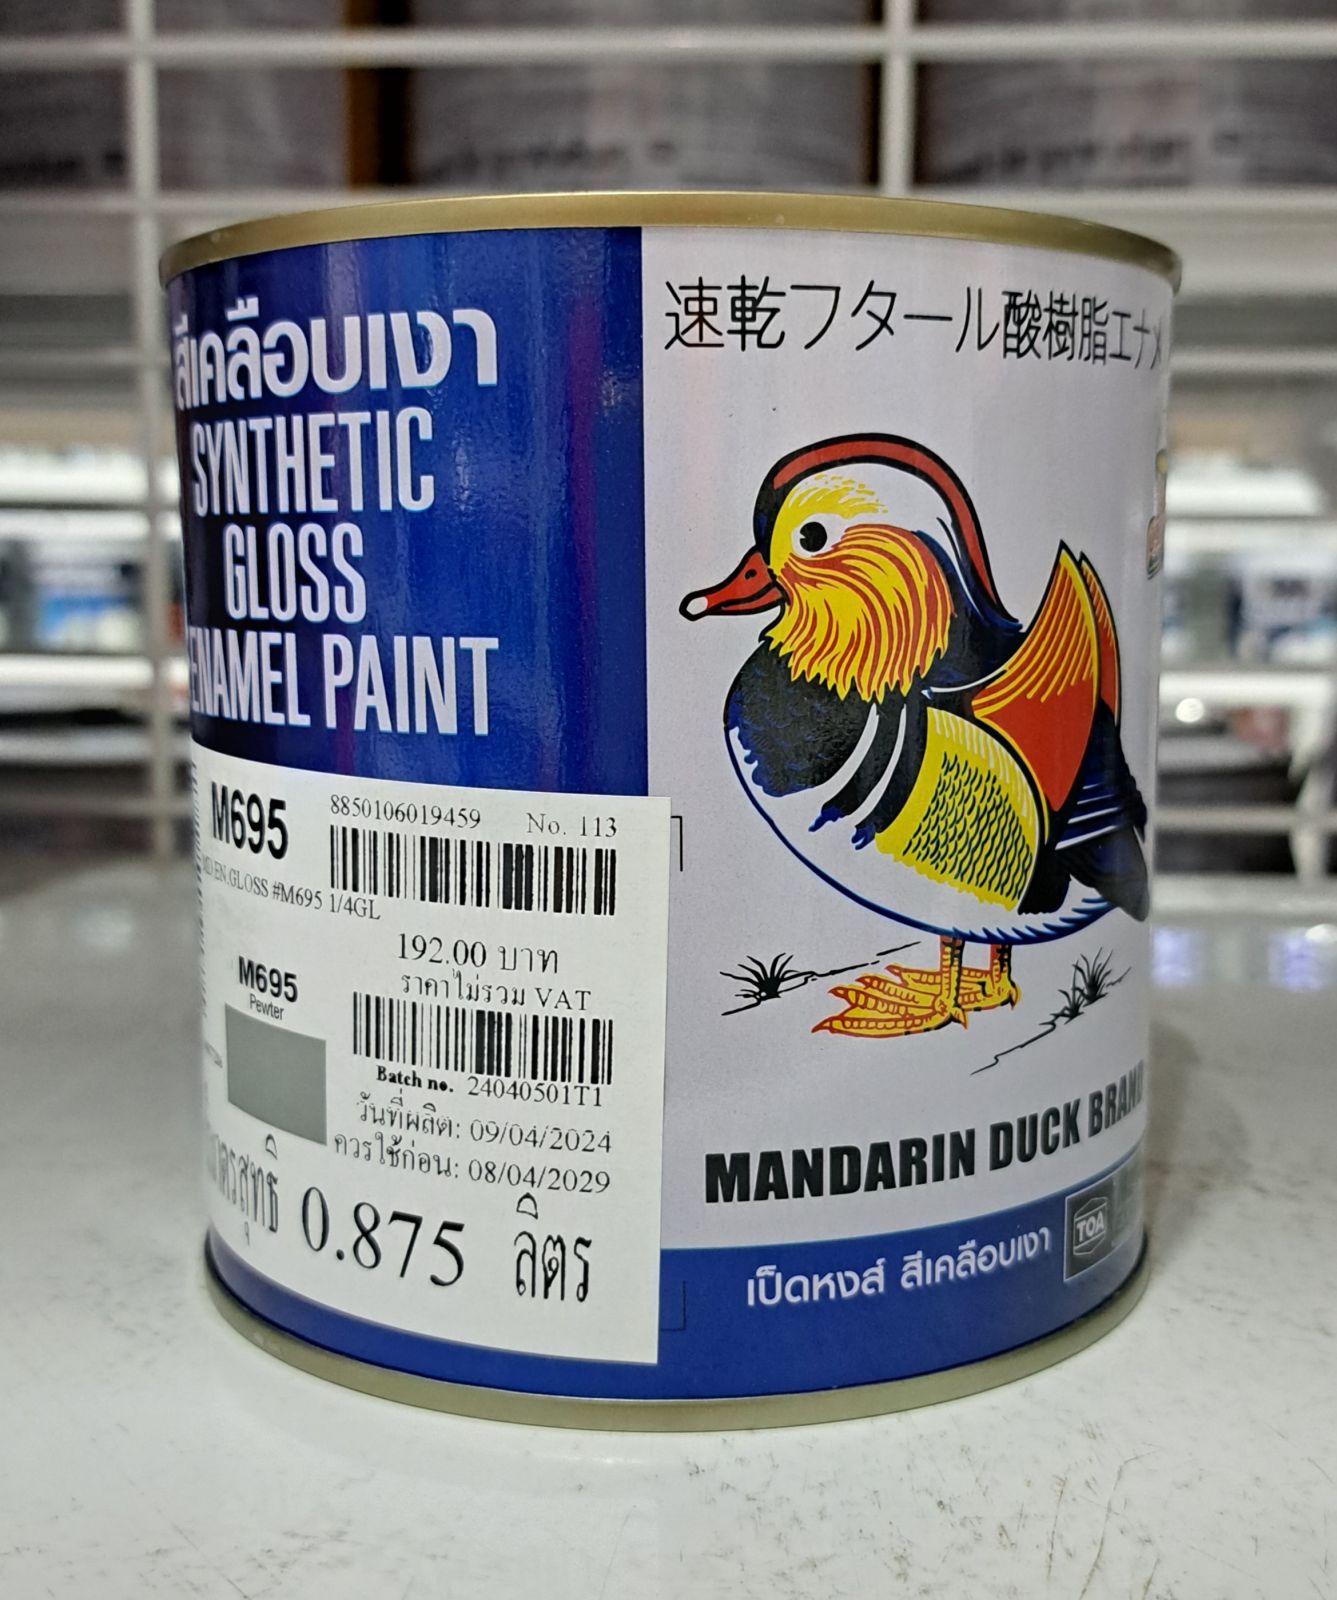 สีเคลือบเงา
SYNTHETIC
GLOSS
ENAMEL PAINT
速乾フタール酸樹脂エナメ
M695
8850106019459 No. 113
MD.EN.GLOSS #M695 1/4GL
192.00 บาท
ราคาไม่รวม VAT
M695
Pewter
Batch no. 24040501T1
วันที่ผลิต: 09/04/2024
ควรใช้ก่อน: 08/04/2029
0.875 ลิตร
MANDARIN DUCK BRAND
เป็ดหงส์ สีเคลือบเงา
TOA